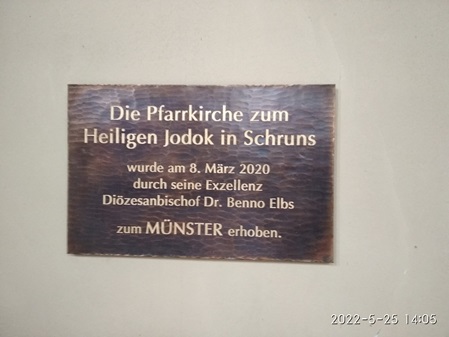 Die Pfarrkirche zum
Heiligen Jodok in Schruns
wurde am 8. März 2020
durch seine Exzellenz
Diözesanbischof Dr. Benno Elbs
zum MÜNSTER erhoben.
2022-5-25 14:05